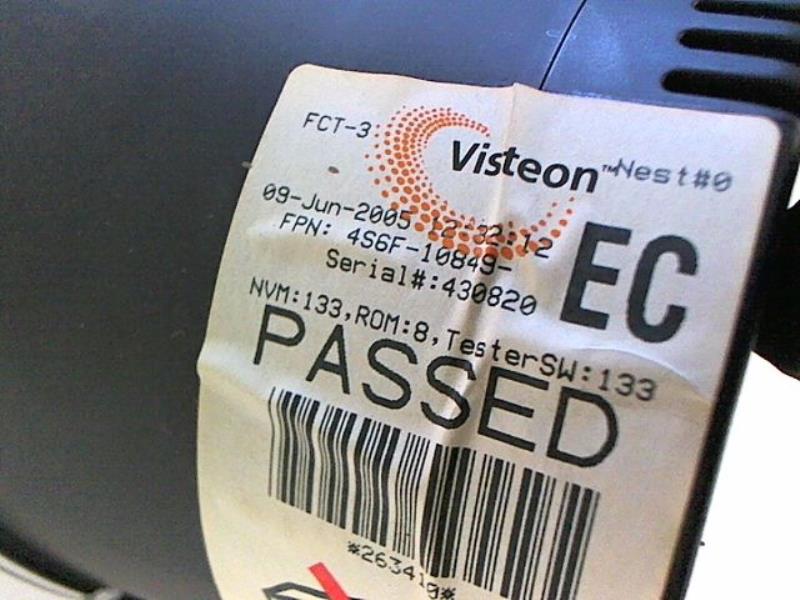 FCT-3 Visteon™ Nest#0
09-Jun-2005 12:32:12
FPN: 4S6F-10849-
EC
Serial#:430820
NVM:133,ROM:8,TesterSW:133
PASSED
*263410*